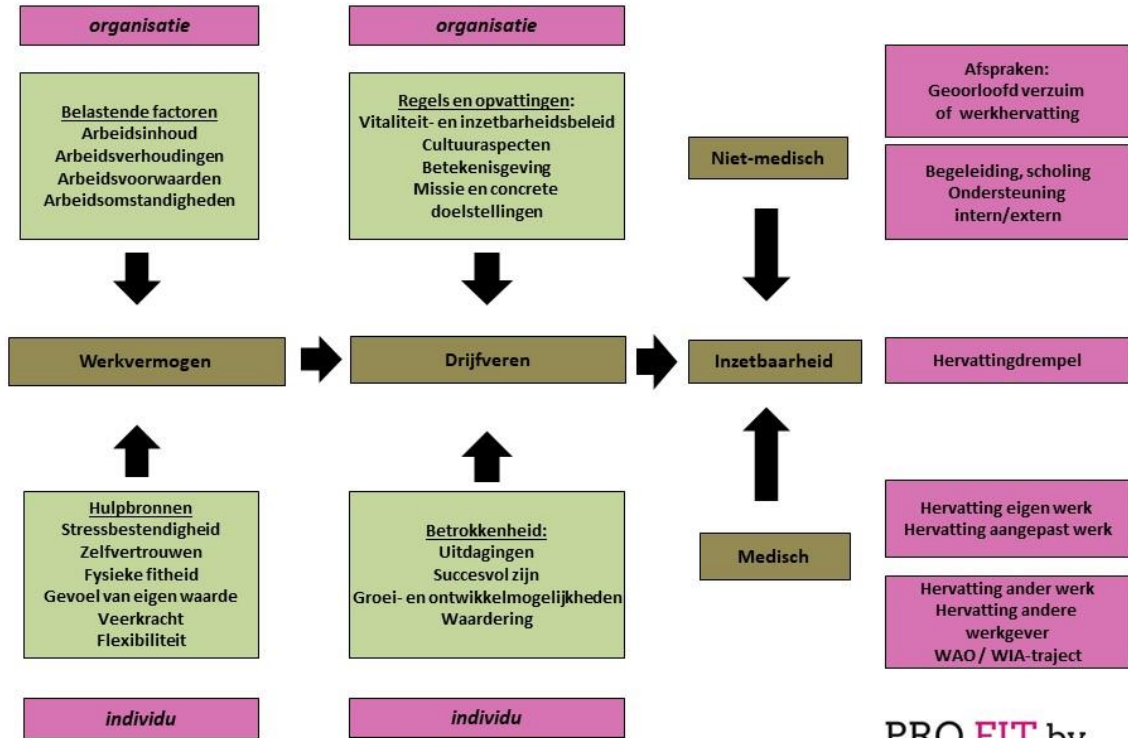 organisatie
Belastende factoren
Arbeidsinhoud
Arbeidsverhoudingen
Arbeidsvoorwaarden
Arbeidsomstandigheden
Werkvermogen
Hulpbronnen
Stressbestendigheid
Zelfvertrouwen
Fysieke fitheid
Gevoel van eigen waarde
Veerkracht
Flexibiliteit
individu
organisatie
Regels en opvattingen:
Vitaliteit- en inzetbaarheidsbeleid
Cultuuraspecten
Betekenisgeving
Missie en concrete
doelstellingen
Drijfveren
Betrokkenheid:
Uitdagingen
Succesvol zijn
Groei- en ontwikkelmogelijkheden
Waardering
individu
Niet-medisch
Inzetbaarheid
Medisch
Afspraken:
Geoorloofd verzuim
of werkhervatting
Begeleiding, scholing
Ondersteuning
intern/extern
Hervattingdrempel
Hervatting eigen werk
Hervatting aangepast werk
Hervatting ander werk
Hervatting andere
werkgever
WAO / WIA-traject
PRO FIT by